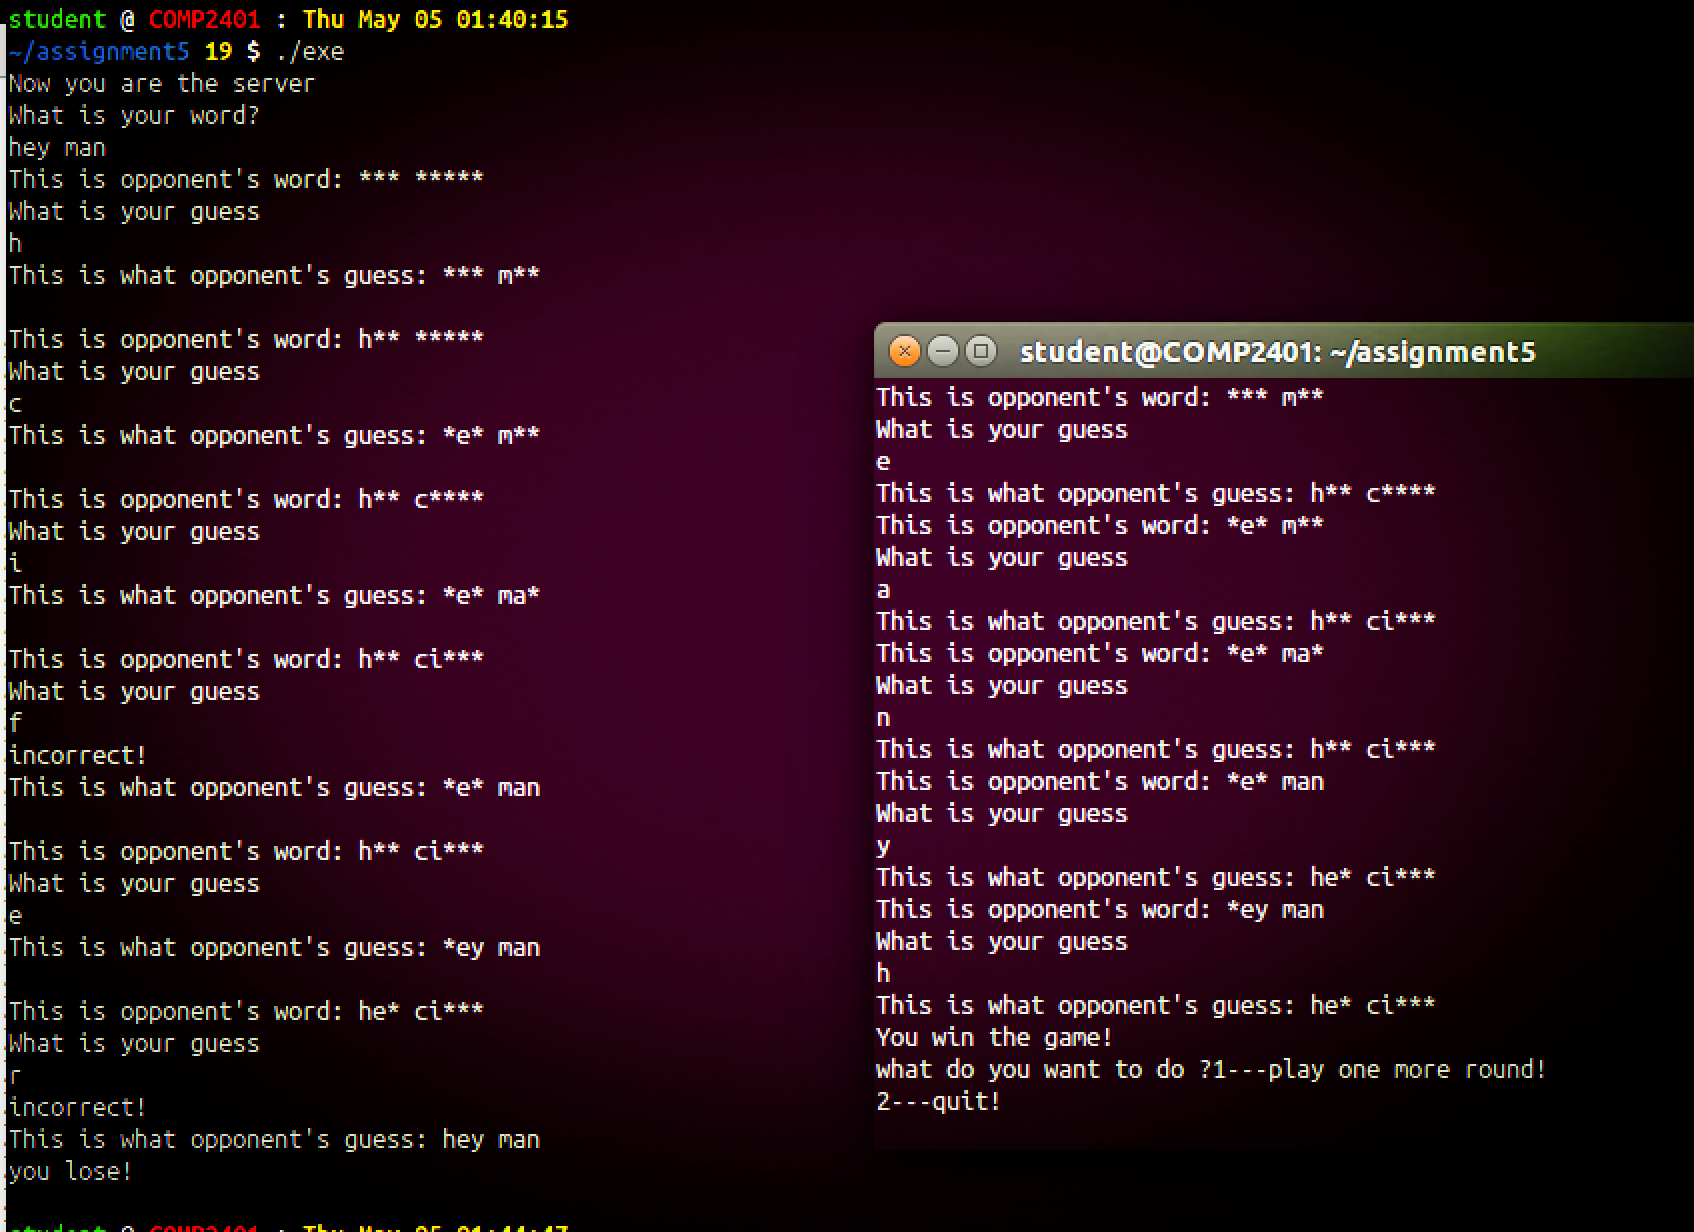 student @ COMP2401 : Thu May 05 01:40:15
~/assignment5 19 $ ./exe
Now you are the server
What is your word?
hey man
This is opponent's word: *** *****
What is your guess
h
This is what opponent's guess: *** m**
This is opponent's word: h** *****
What is your guess
c
This is what opponent's guess: *e* m**
This is opponent's word: h** c****
What is your guess
i
This is what opponent's guess: *e* ma*
This is opponent's word: h** ci***
What is your guess
f
incorrect!
This is what opponent's guess: *e* man
This is opponent's word: h** ci***
What is your guess
e
This is what opponent's guess: *ey man
This is opponent's word: he* ci***
What is your guess
r
incorrect!
This is what opponent's guess: hey man
you lose!
student @ COMP2401 : Thu May 05 01:44:47
student@COMP2401: ~/assignment5
This is opponent's word: *** m**
What is your guess
e
This is what opponent's guess: h** c****
This is opponent's word: *e* m**
What is your guess
a
This is what opponent's guess: h** ci***
This is opponent's word: *e* ma*
What is your guess
n
This is what opponent's guess: h** ci***
This is opponent's word: *e* man
What is your guess
y
This is what opponent's guess: he* ci***
This is opponent's word: *ey man
What is your guess
h
This is what opponent's guess: he* ci***
You win the game!
what do you want to do ?1---play one more round!
2---quit!